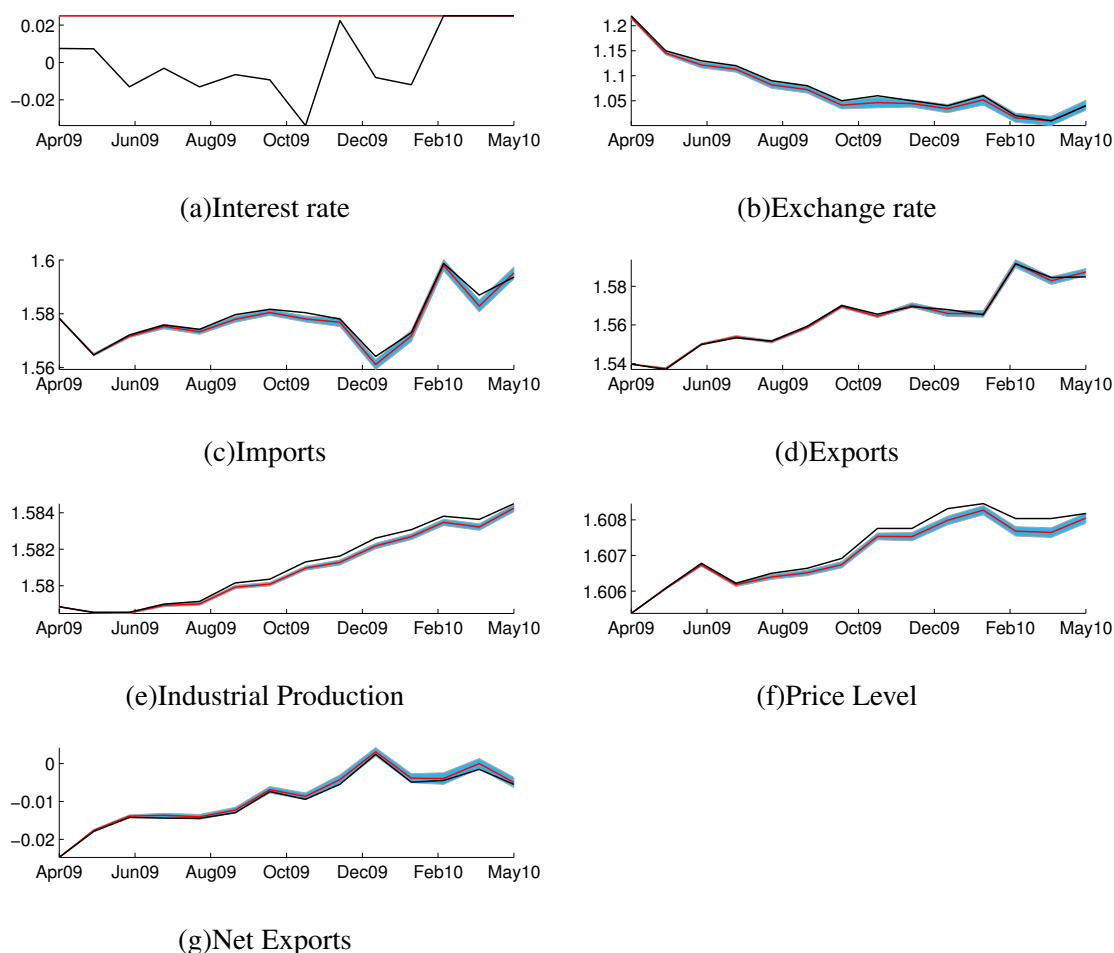 0.02
0
−0.02
Apr09 Jun09 Aug09 Oct09 Dec09 Feb10 May10
(a)Interest rate
1.2
1.15
1.1
1.05
Apr09 Jun09 Aug09 Oct09 Dec09 Feb10 May10
(b)Exchange rate
1.6
1.58
1.56
Apr09 Jun09 Aug09 Oct09 Dec09 Feb10 May10
(c)Imports
1.58
1.56
1.54
Apr09 Jun09 Aug09 Oct09 Dec09 Feb10 May10
(d)Exports
1.584
1.582
1.58
Apr09 Jun09 Aug09 Oct09 Dec09 Feb10 May10
(e)Industrial Production
1.608
1.607
1.606
Apr09 Jun09 Aug09 Oct09 Dec09 Feb10 May10
(f)Price Level
0
−0.01
−0.02
Apr09 Jun09 Aug09 Oct09 Dec09 Feb10 May10
(g)Net Exports